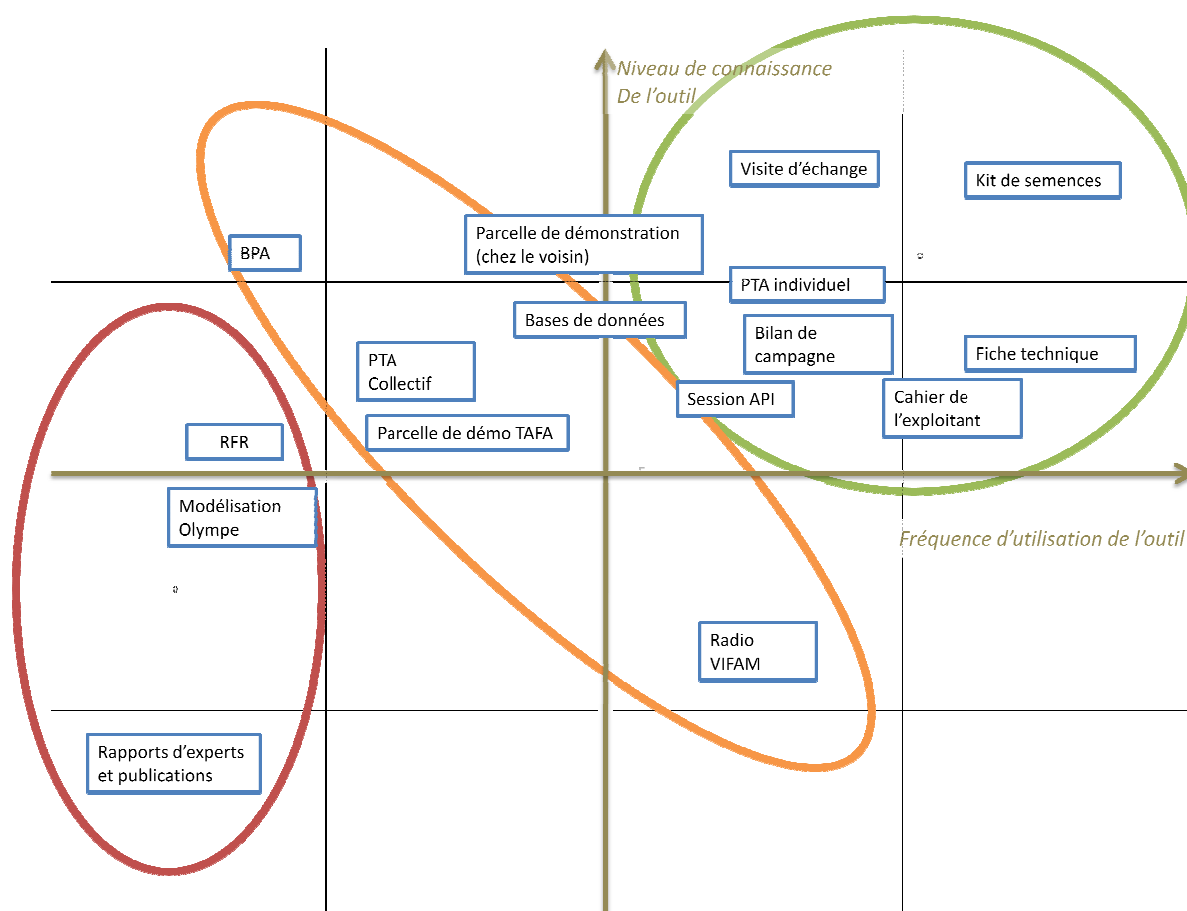 Niveau de connaissance
De l'outil
Visite d'échange
Kit de semences
Parcelle de démonstration
(chez le voisin)
BPA
PTA individuel
Bases de données
Bilan de
campagne
Fiche technique
PTA
Collectif
Session API
Cahier de
l'exploitant
Parcelle de démo TAFA
RFR
Modélisation
Olympe
Fréquence d'utilisation de l'outil
Radio
VIFAM
Rapports d'experts
et publications